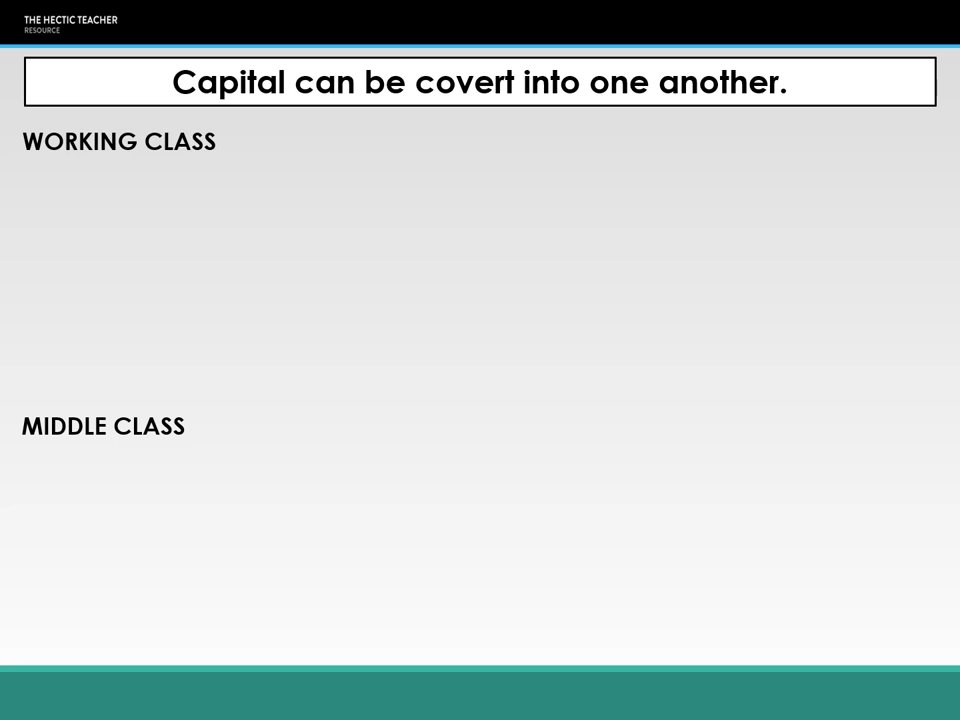 THE HECTIC TEACHER
RESOURCE
Capital can be covert into one another.
WORKING CLASS
MIDDLE CLASS